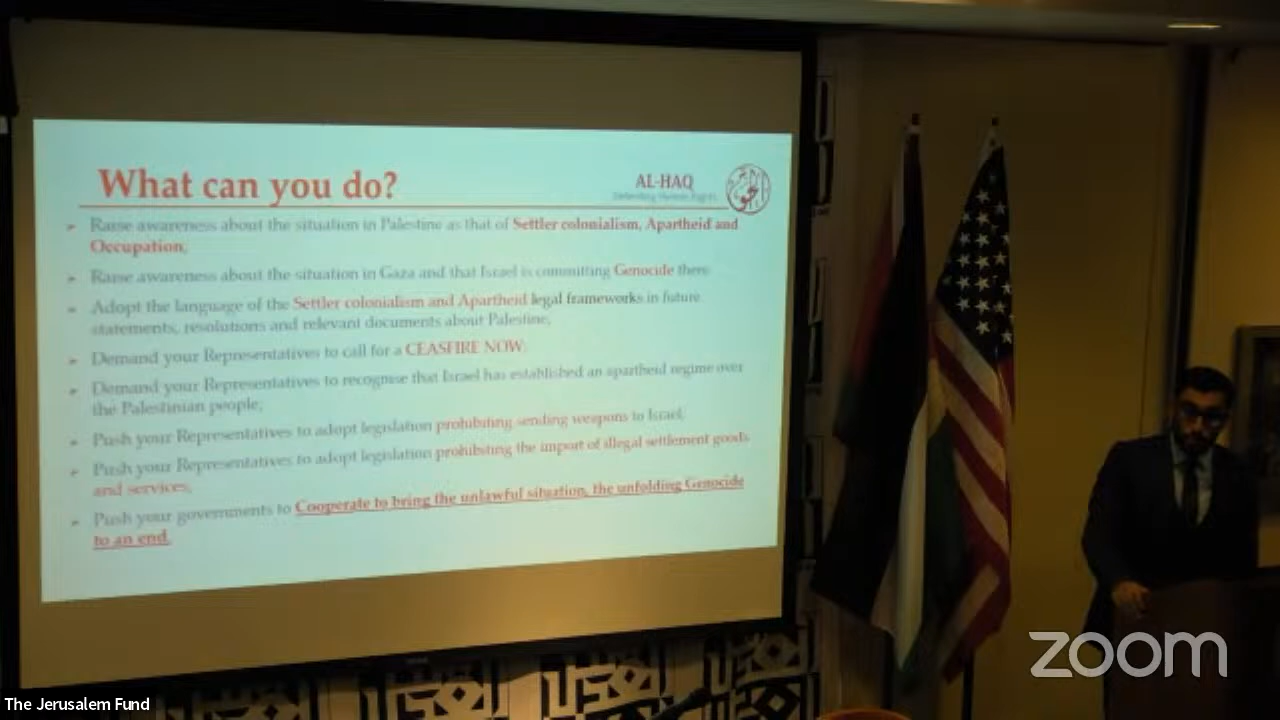 What can you do?
AL-HAQ
Defending Human Rights
Raise awareness about the situation in Palestine as that of Settler colonialism, Apartheid and
Occupation;
Raise awareness about the situation in Gaza and that Israel is committing Genocide there
Adopt the language of the Settler colonialism and Apartheid legal frameworks in future
statements, resolutions and relevant documents about Palestine;
Demand your Representatives to call for a CEASFIRE NOW;
Demand your Representatives to recognise that Israel has established an apartheid regime over
the Palestinian people;
Push your Representatives to adopt legislation prohibiting sending weapons to Israel;
Push your Representatives to adopt legislation prohibiting the import of illegal settlement goods
and services;
Push your governments to Cooperate to bring the unlawful situation, the unfolding Genocide
to an end.
zoom
The Jerusalem Fund